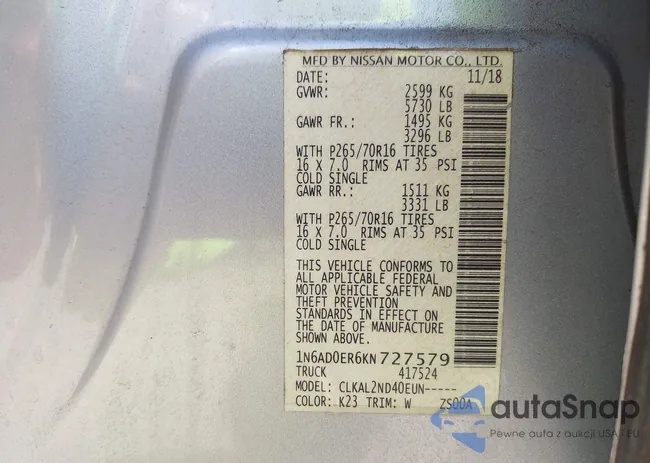 MFD BY NISSAN MOTOR CO., LTD.
DATE: 11/18
GVWR: 2599 KG
5730 LB
GAWR FR.: 1495 KG
3296 LB
WITH P265/70R16 TIRES
16 X 7.0 RIMS AT 35 PSI
COLD SINGLE
GAWR RR.: 1511 KG
3331 LB
WITH P265/70R16 TIRES
16 X 7.0 RIMS AT 35 PSI
COLD SINGLE
THIS VEHICLE CONFORMS TO
ALL APPLICABLE FEDERAL
MOTOR VEHICLE SAFETY AND
THEFT PREVENTION
STANDARDS IN EFFECT ON
THE DATE OF MANUFACTURE
SHOWN ABOVE.
1N6AD0ER6KN727579
TRUCK 417524
MODEL: CLKAL2ND40EUN-----
COLOR: K23 TRIM: W ZS00A
autoSnap
Pewne auta z aukcji USA - EU